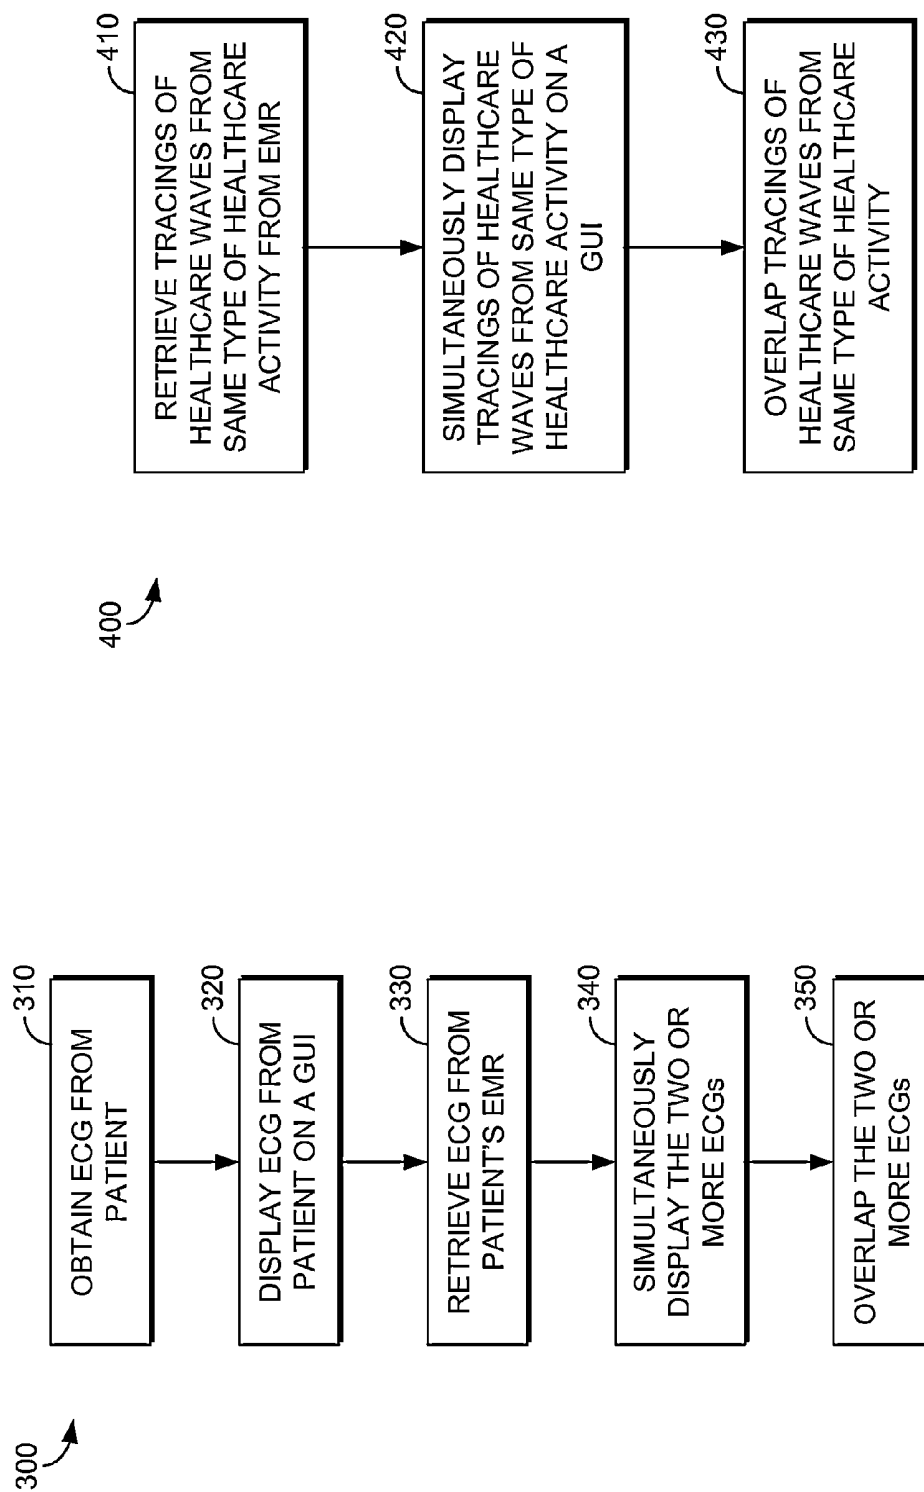 300
310
OBTAIN ECG FROM
PATIENT
320
DISPLAY ECG FROM
PATIENT ON A GUI
330
RETRIEVE ECG FROM
PATIENT'S EMR
340
SIMULTANEOUSLY
DISPLAY THE TWO OR
MORE ECGs
350
OVERLAP THE TWO OR
MORE ECGs
400
410
RETRIEVE TRACINGS OF
HEALTHCARE WAVES FROM
SAME TYPE OF HEALTHCARE
ACTIVITY FROM EMR
420
SIMULTANEOUSLY DISPLAY
TRACINGS OF HEALTHCARE
WAVES FROM SAME TYPE OF
HEALTHCARE ACTIVITY ON A
GUI
430
OVERLAP TRACINGS OF
HEALTHCARE WAVES FROM
SAME TYPE OF HEALTHCARE
ACTIVITY